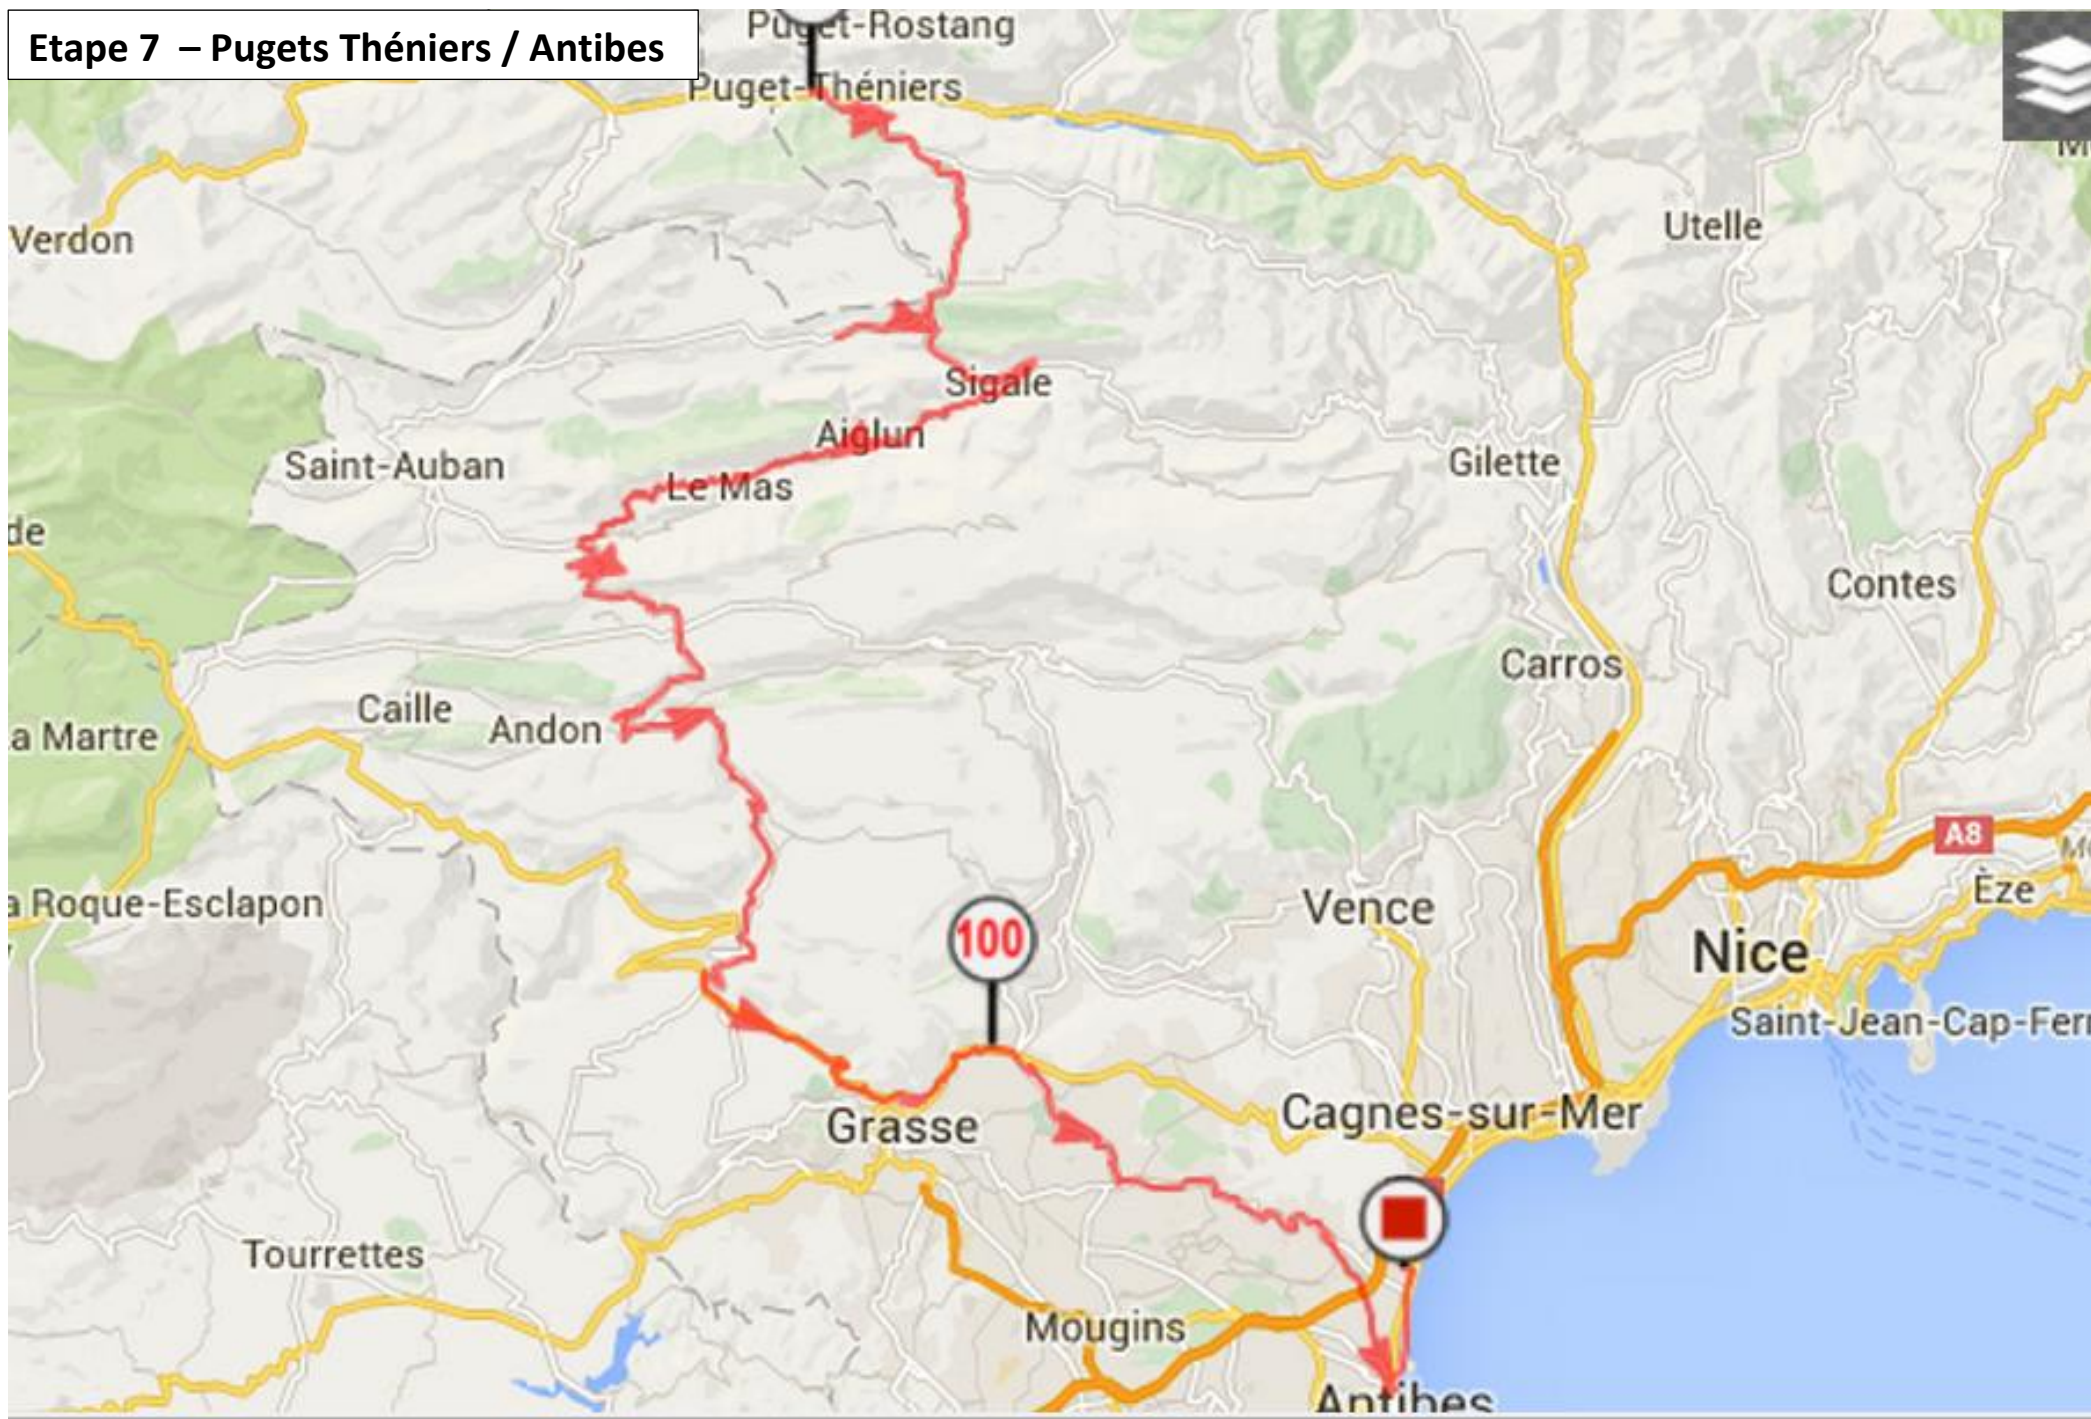 Etape 7 – Pugets Théniers / Antibes
Puget-Rostang
Puget-Théniers
Verdon
Utelle
Sigale
Aiglun
Saint-Auban
Gilette
Le Mas
de
Contes
Carros
Caille
Andon
a Martre
A8
Èze
a Roque-Esclapon
Vence
100
Nice
Saint-Jean-Cap-Ferr
Cagnes-sur-Mer
Grasse
Tourrettes
Mougins
Antibes